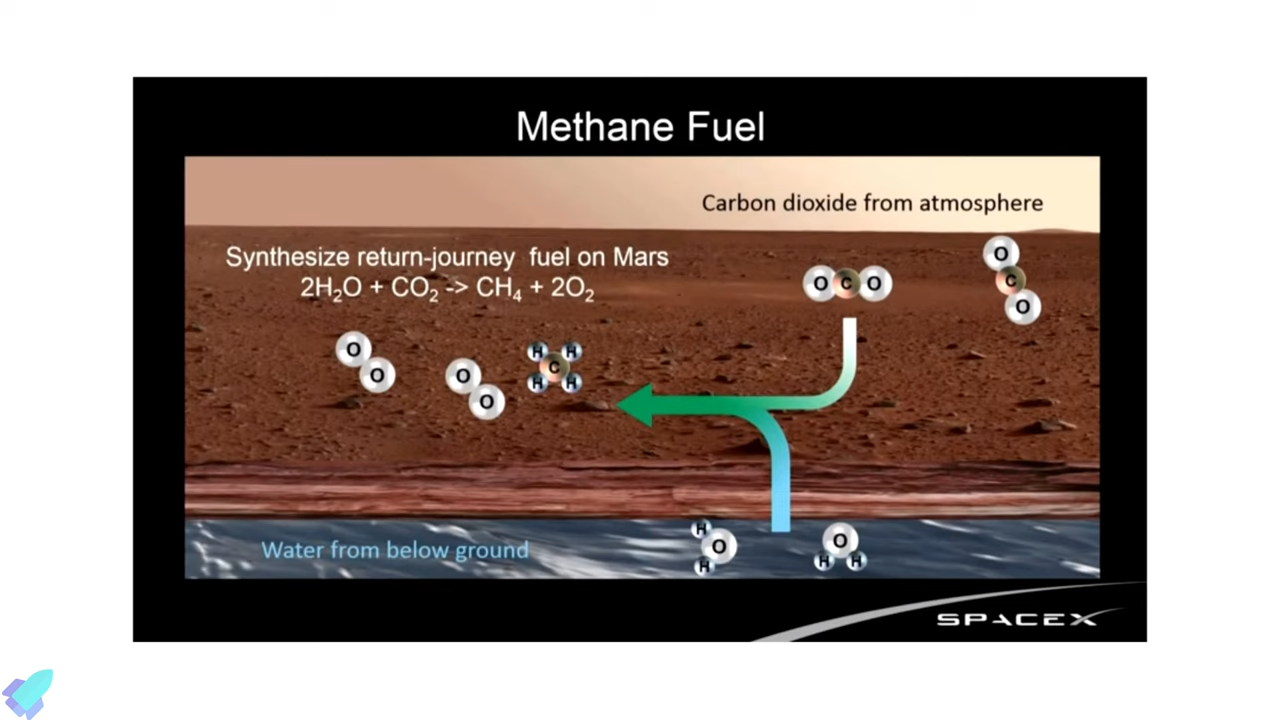 Methane Fuel
Carbon dioxide from atmosphere
Synthesize return-journey fuel on Mars
2H₂O + CO₂ -> CH₄ + 2O₂
O C O
O
C
O
O
O
O
O
H H
C
H H
H
O
H
O
H H
Water from below ground
SPACEX